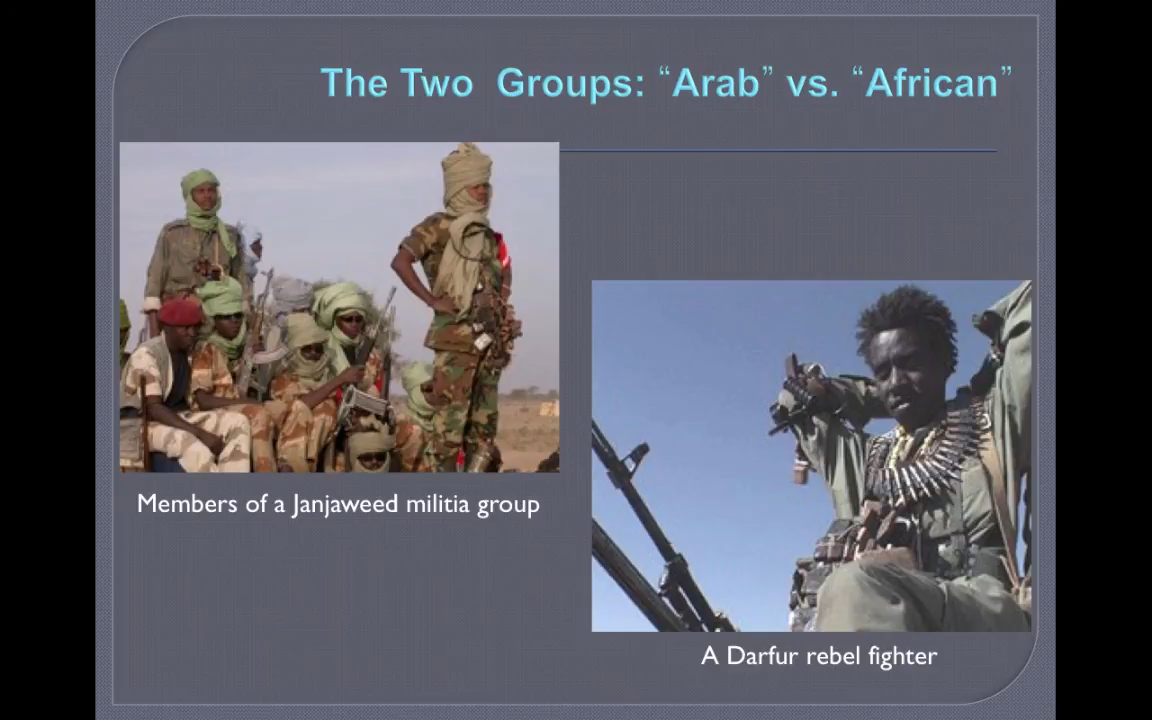 The Two Groups: “Arab” vs. “African”
Members of a Janjaweed militia group
A Darfur rebel fighter